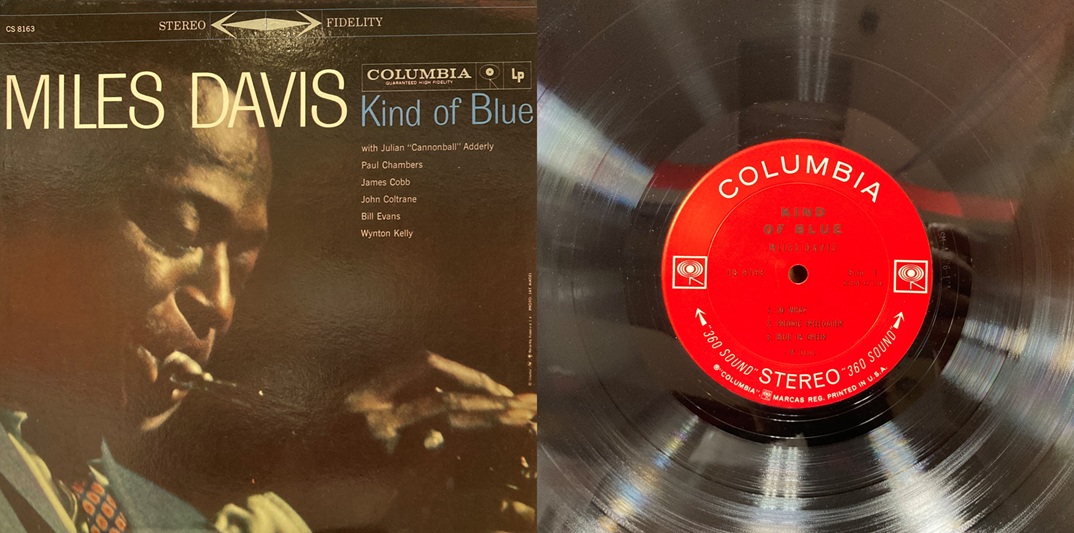 CS 8163
STEREO FIDELITY
MILES DAVIS
COLUMBIA
GUARANTEED HIGH FIDELITY
Lp
Kind of Blue
with Julian "Cannonball" Adderly
Paul Chambers
James Cobb
John Coltrane
Bill Evans
Wynton Kelly
COLUMBIA
KIND
OF BLUE
MILES DAVIS
"360 SOUND" STEREO "360 SOUND"
"COLUMBIA" MARCAS REG. PRINTED IN U.S.A.